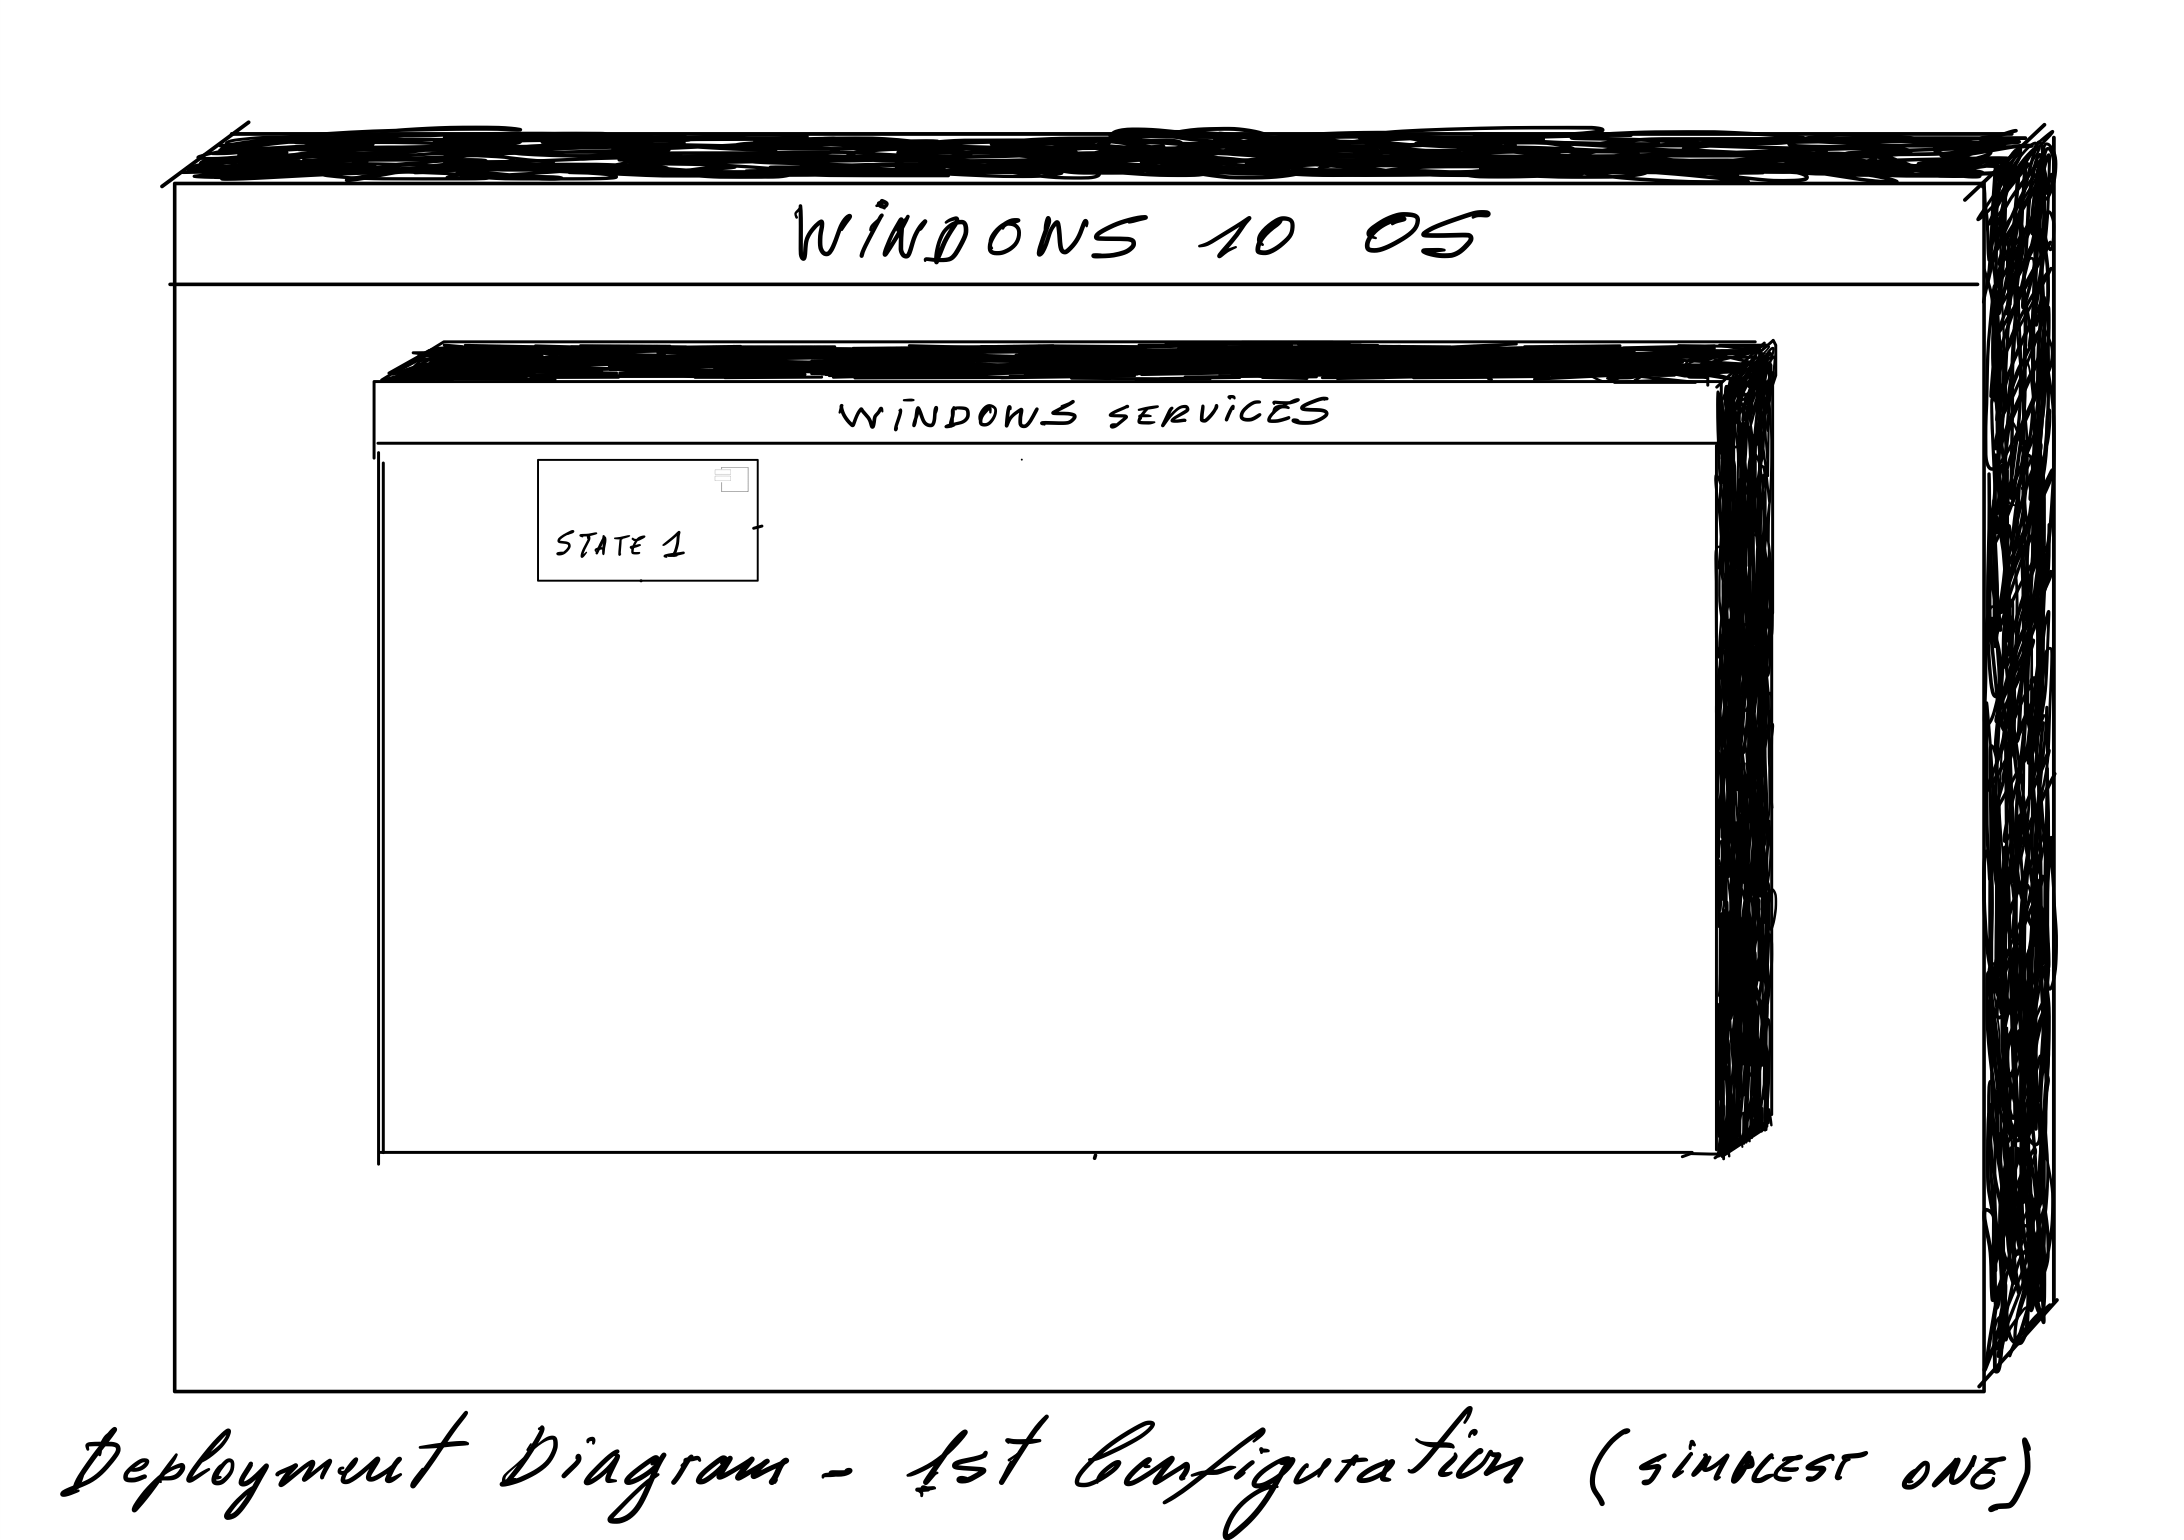 WINDOWS 10 OS
WINDOWS SERVICES
STATE 1
Deployment Diagram - 1st Configuration (SIMPLEST ONE)